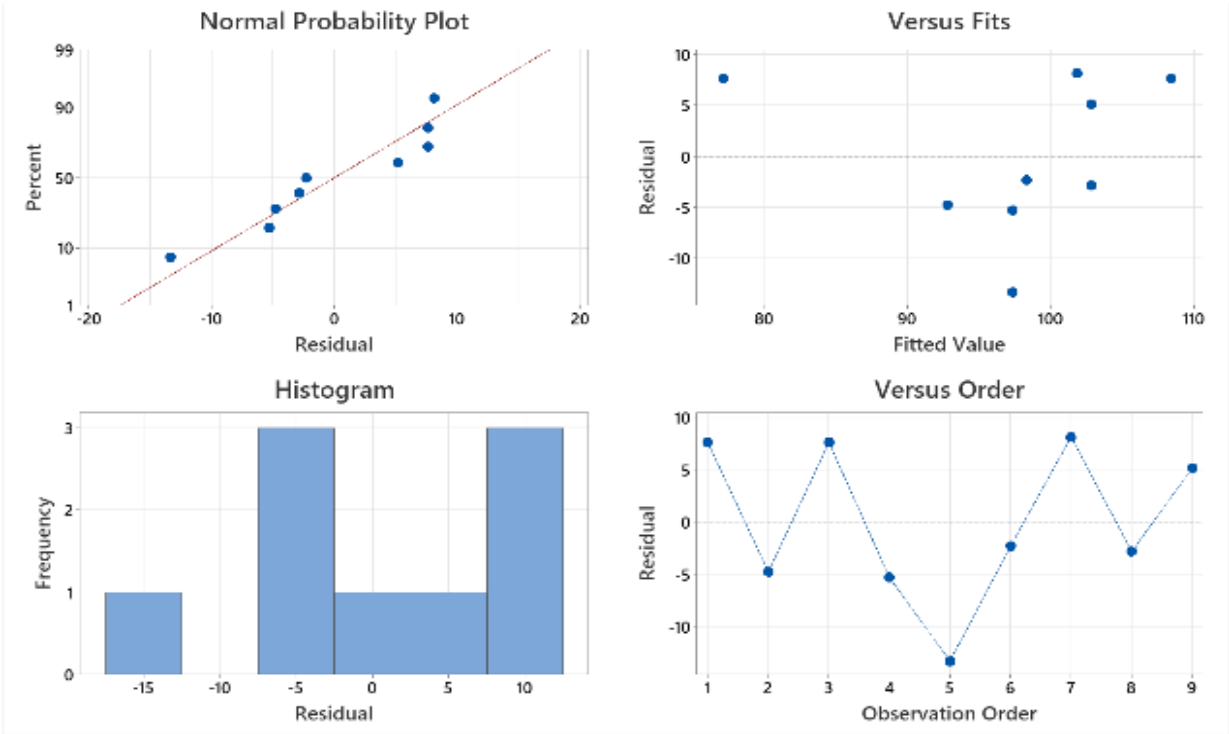 Normal Probability Plot
99
90
50
10
1
Percent
-20 -10 0 10 20
Residual
Versus Fits
10
5
0
-5
-10
Residual
80 90 100 110
Fitted Value
Histogram
3
2
1
0
Frequency
-15 -10 -5 0 5 10
Residual
Versus Order
10
5
0
-5
-10
Residual
1 2 3 4 5 6 7 8 9
Observation Order